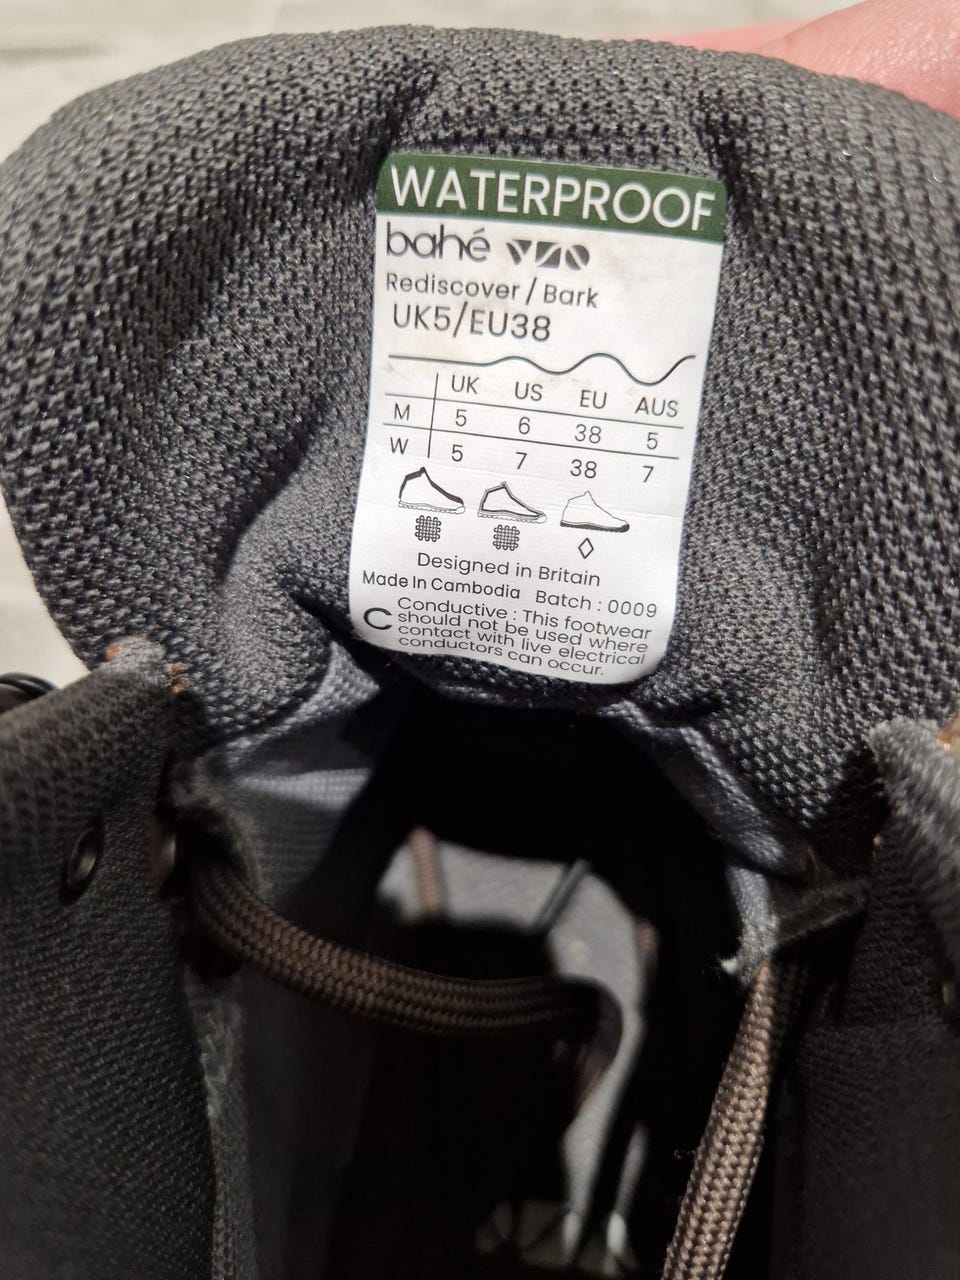 WATERPROOF
bahé
Rediscover / Bark
UK5/EU38
UK US EU AUS
M 5 6 38 5
W 5 7 38 7
Designed in Britain
Made In Cambodia Batch : 0009
C Conductive : This footwear
should not be used where
contact with live electrical
conductors can occur.